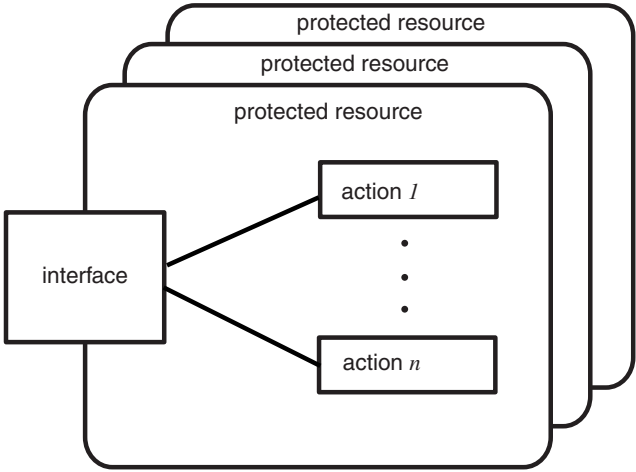 protected resource
protected resource
protected resource
action 1
interface
action n